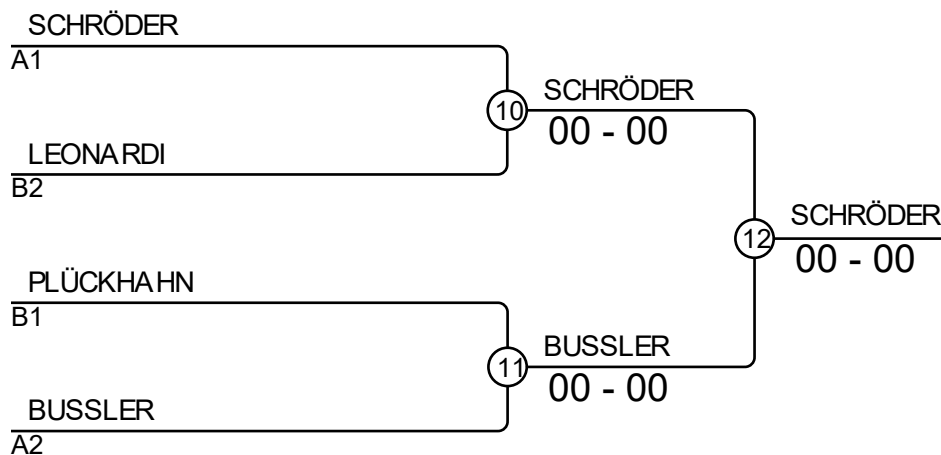 SCHRÖDER
A1
10
SCHRÖDER
00 - 00
LEONARDI
B2
12
SCHRÖDER
00 - 00
PLÜCKHAHN
B1
11
BUSSLER
00 - 00
BUSSLER
A2